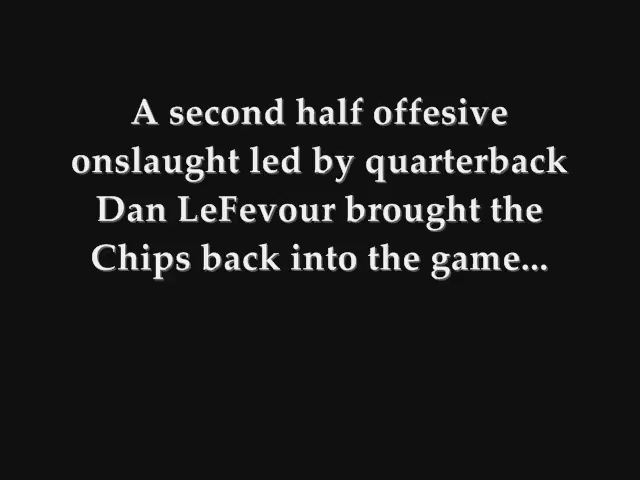 A second half offesive
onslaught led by quarterback
Dan LeFevour brought the
Chips back into the game...